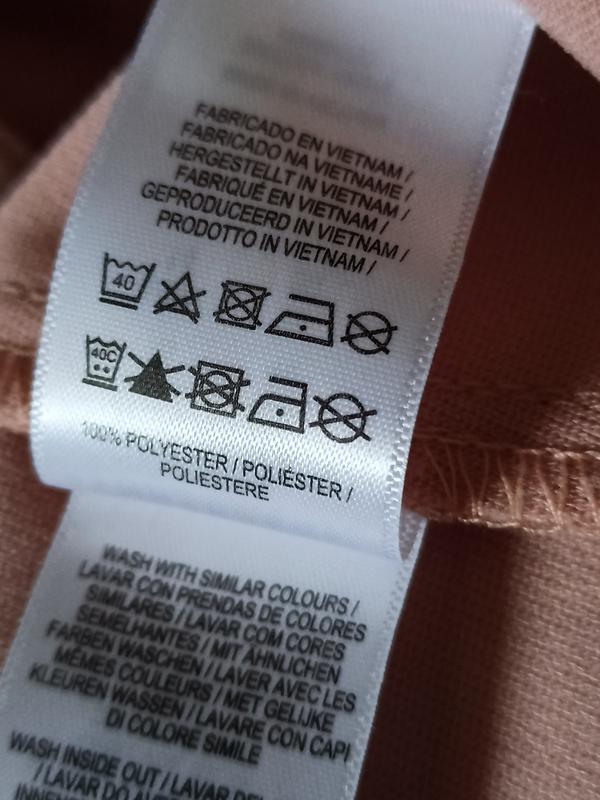 FABRICADO EN VIETNAM /
FABRICADO NA VIETNAME /
HERGESTELLT IN VIETNAM /
FABRIQUÉ EN VIETNAM /
GEPRODUCEERD IN VIETNAM /
PRODOTTO IN VIETNAM /
40
40C
100% POLYESTER / POLIÉSTER /
POLIESTERE
WASH WITH SIMILAR COLOURS /
LAVAR CON PRENDAS DE COLORES
SIMILARES / LAVAR COM CORES
SEMELHANTES / MIT ÄHNLICHEN
FARBEN WASCHEN / LAVER AVEC LES
MÊMES COULEURS / MET GELIJKE
KLEUREN WASSEN / LAVARE CON CAPI
DI COLORE SIMILE
WASH INSIDE OUT / LAVAR DEL
/ LAVAR DO